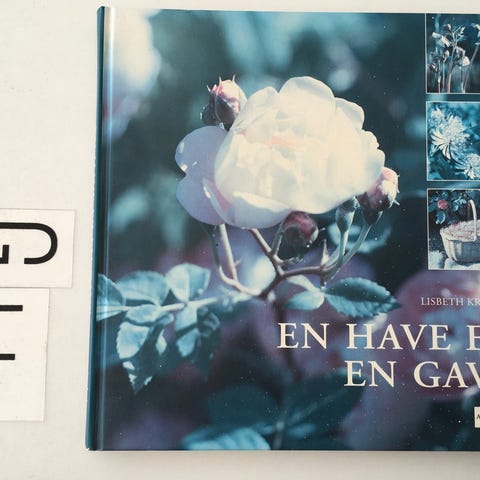 LISBETH KR
EN HAVE E
EN GAV